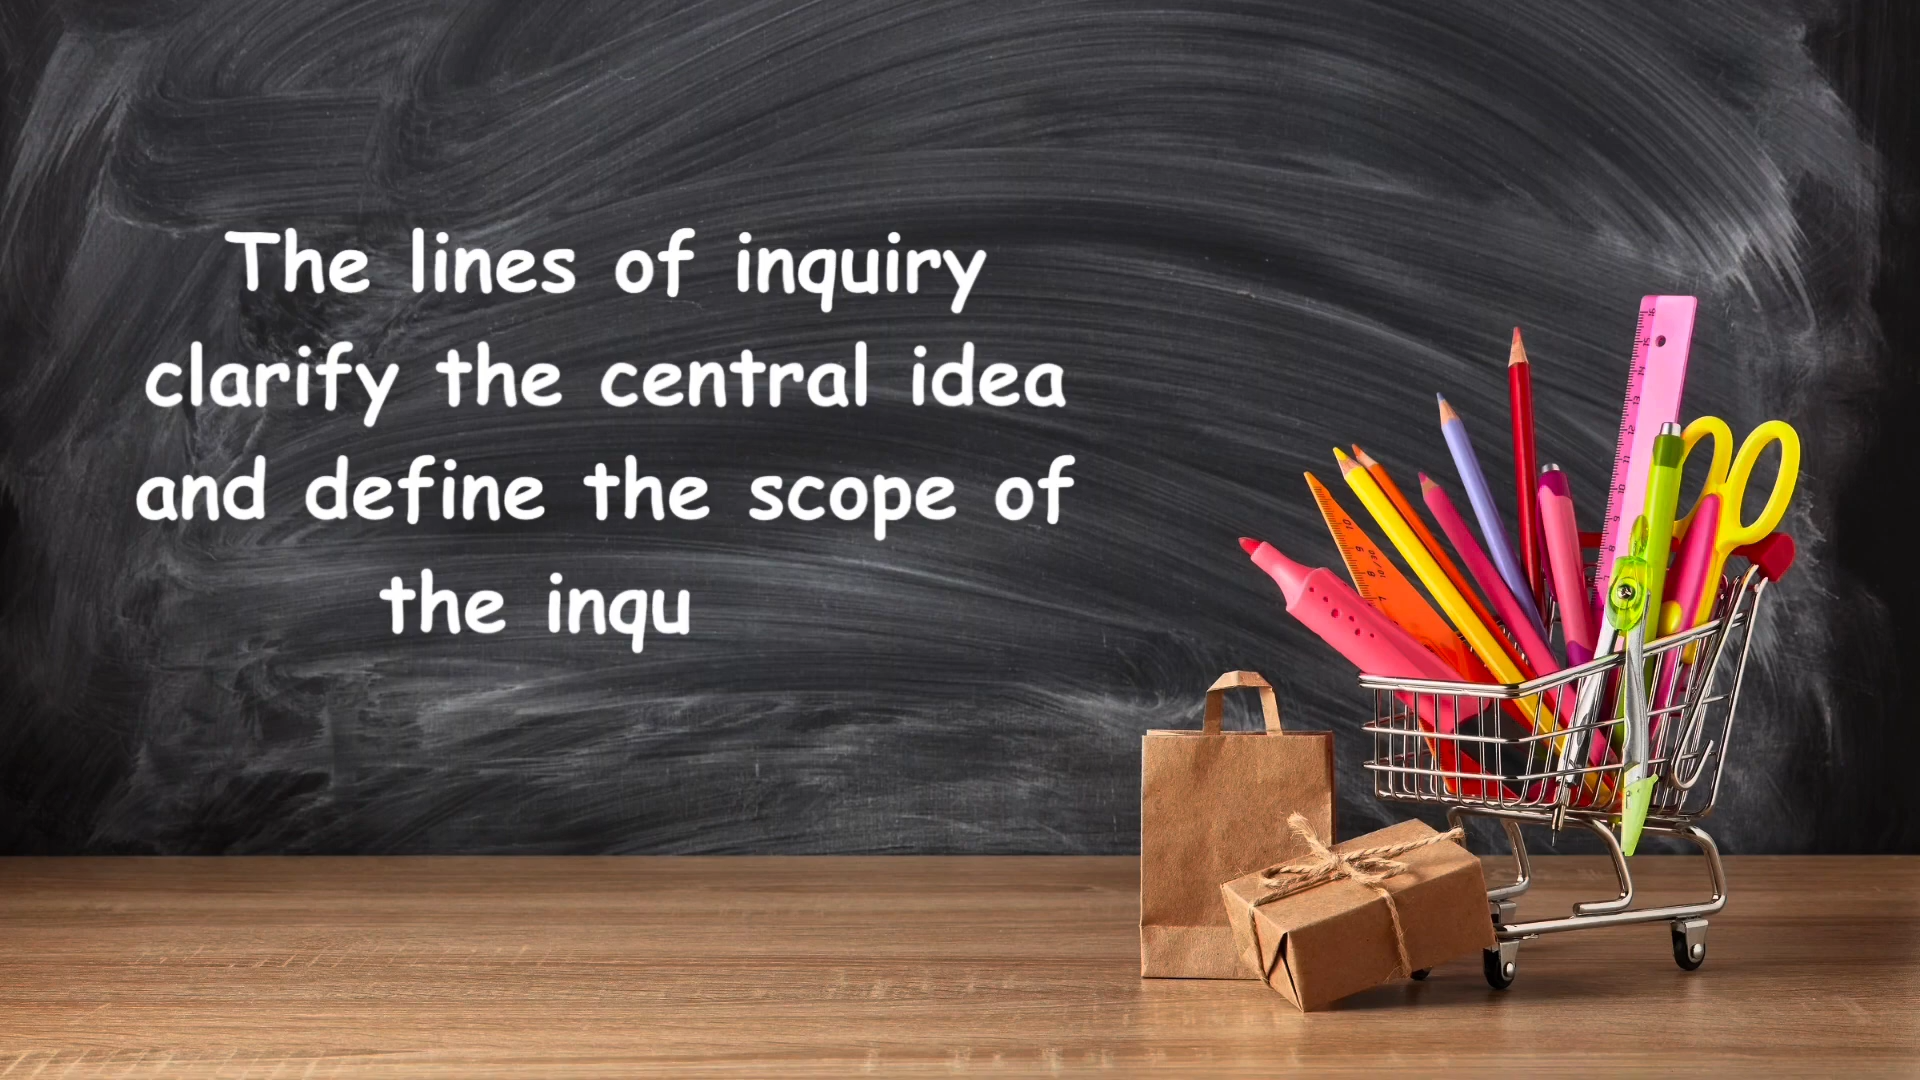 The lines of inquiry
clarify the central idea
and define the scope of
the inqu